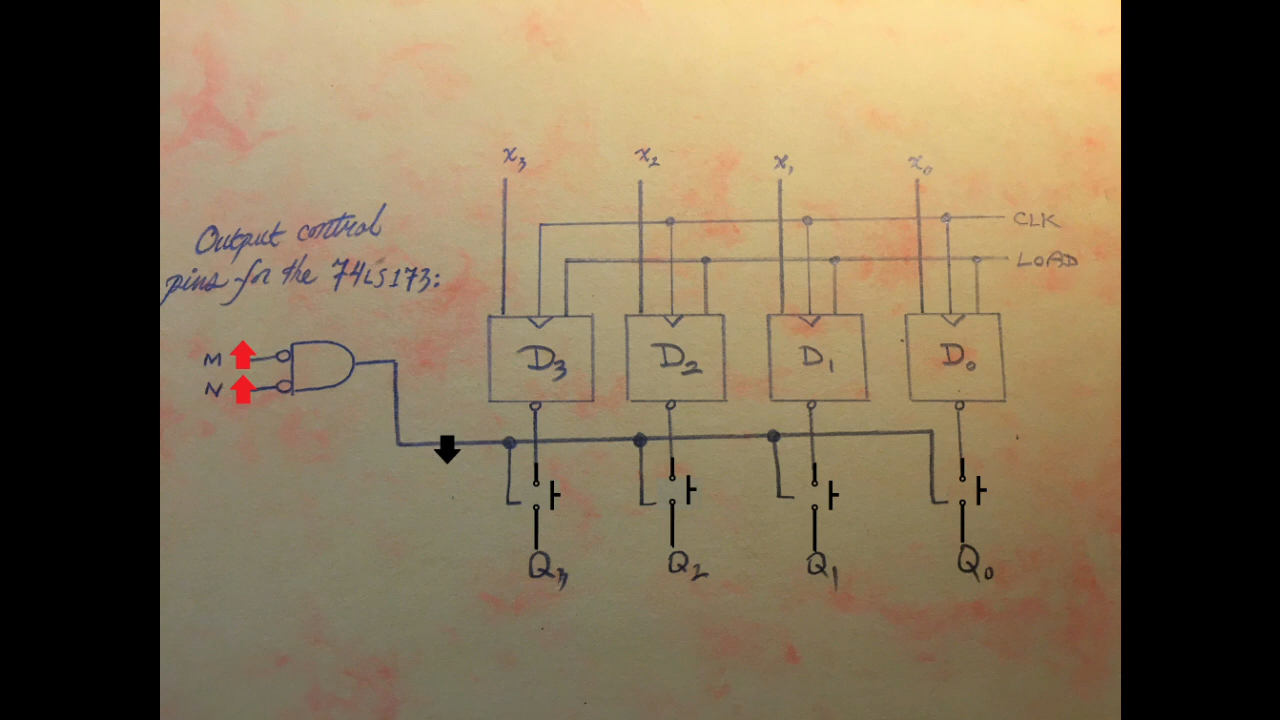 x₃ x₂ x₁ x₀
Output control
pins for the 74LS173:
CLK
LOAD
M
N
D₃ D₂ D₁ D₀
Q₃ Q₂ Q₁ Q₀